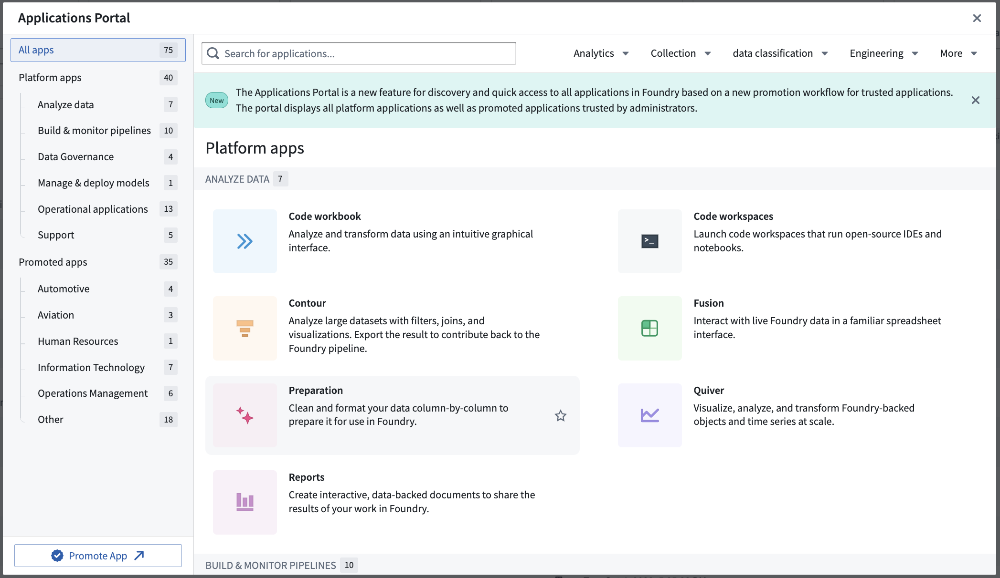 Applications Portal
All apps 75
Platform apps 40
Analyze data 7
Build & monitor pipelines 10
Data Governance 4
Manage & deploy models 1
Operational applications 13
Support 5
Promoted apps 35
Automotive 4
Aviation 3
Human Resources 1
Information Technology 7
Operations Management 6
Other 18
Promote App
Search for applications...
Analytics
Collection
data classification
Engineering
More
New
The Applications Portal is a new feature for discovery and quick access to all applications in Foundry based on a new promotion workflow for trusted applications.
The portal displays all platform applications as well as promoted applications trusted by administrators.
Platform apps
ANALYZE DATA 7
Code workbook
Analyze and transform data using an intuitive graphical
interface.
Code workspaces
Launch code workspaces that run open-source IDEs and
notebooks.
Contour
Analyze large datasets with filters, joins, and
visualizations. Export the result to contribute back to the
Foundry pipeline.
Fusion
Interact with live Foundry data in a familiar spreadsheet
interface.
Preparation
Clean and format your data column-by-column to
prepare it for use in Foundry.
Quiver
Visualize, analyze, and transform Foundry-backed
objects and time series at scale.
Reports
Create interactive, data-backed documents to share the
results of your work in Foundry.
BUILD & MONITOR PIPELINES 10